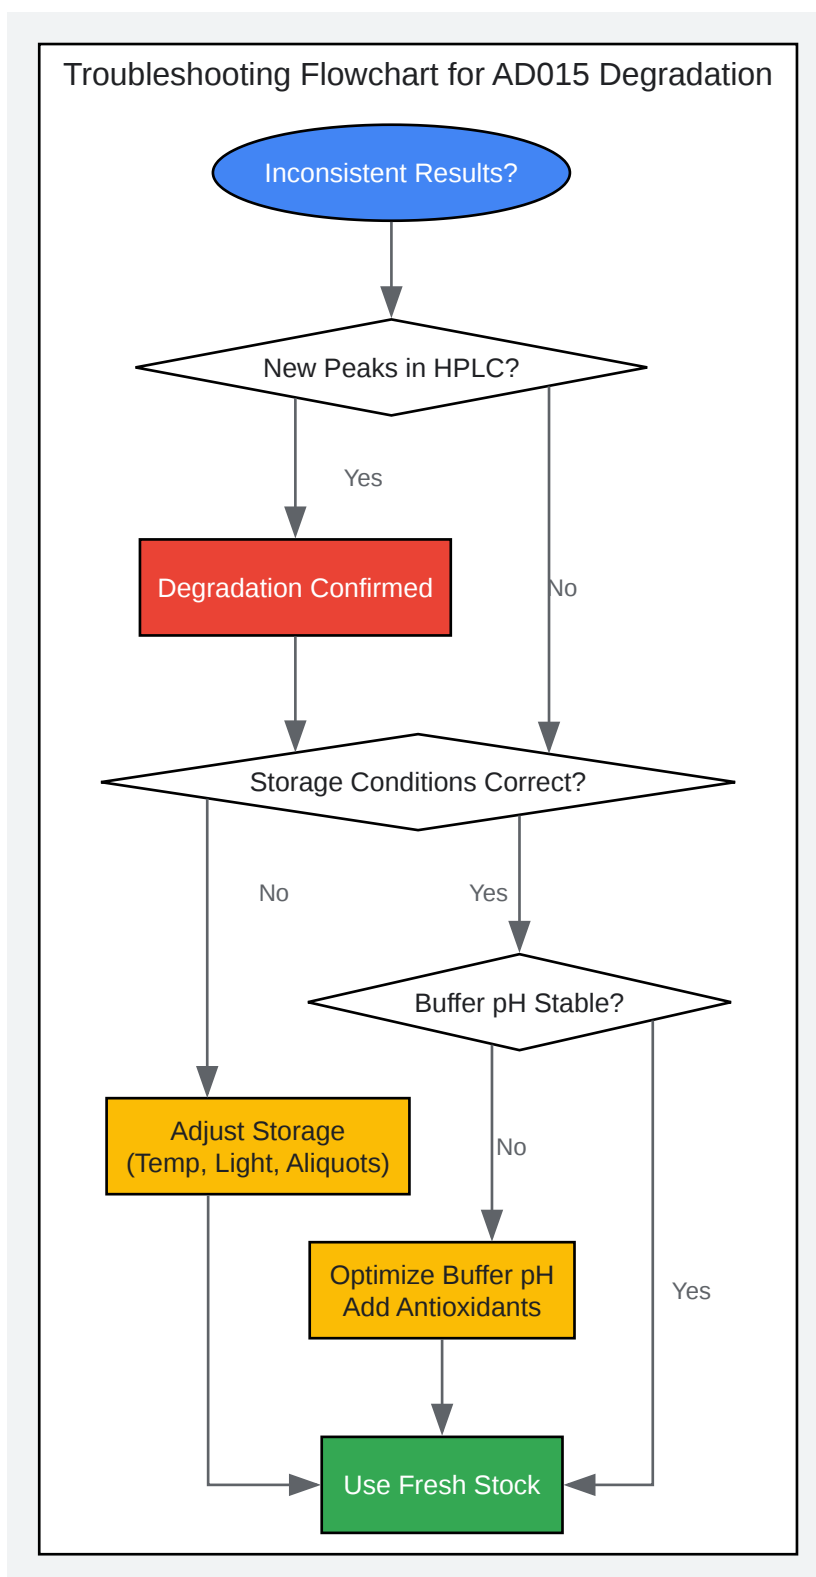 Troubleshooting Flowchart for AD015 Degradation
Inconsistent Results?
New Peaks in HPLC?
Yes
Degradation Confirmed
No
Storage Conditions Correct?
No
Yes
Buffer pH Stable?
Adjust Storage
(Temp, Light, Aliquots)
No
Optimize Buffer pH
Add Antioxidants
Yes
Use Fresh Stock